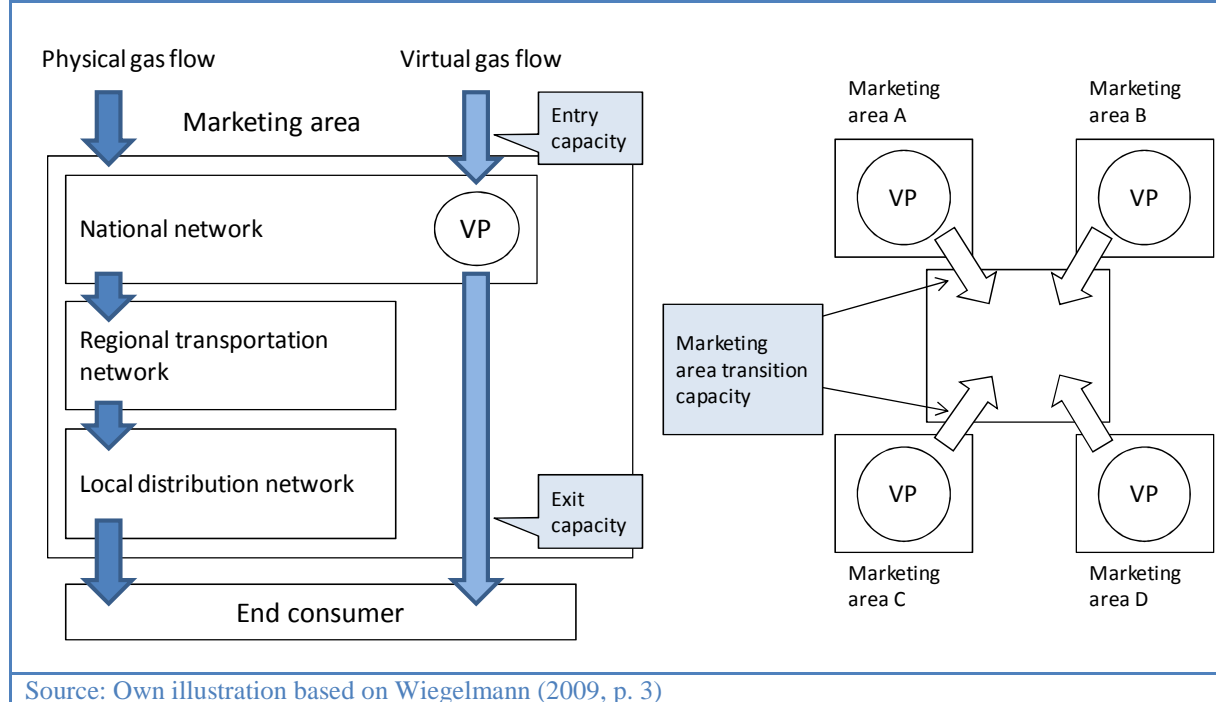 Physical gas flow
Virtual gas flow
Marketing area
Entry
capacity
National network
VP
Regional transportation
network
Local distribution network
Exit
capacity
End consumer
Marketing
area A
Marketing
area B
VP
VP
Marketing
area transition
capacity
VP
VP
Marketing
area C
Marketing
area D
Source: Own illustration based on Wiegelmann (2009, p. 3)